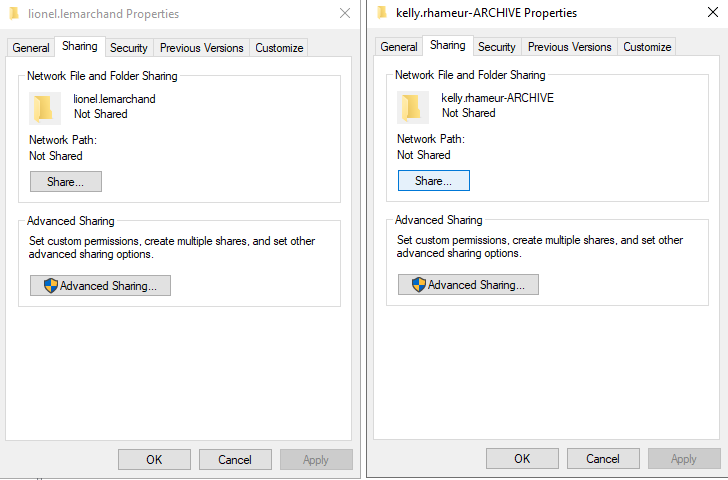 lionel.lemarchand Properties
General Sharing Security Previous Versions Customize
Network File and Folder Sharing
lionel.lemarchand
Not Shared
Network Path:
Not Shared
Share...
Advanced Sharing
Set custom permissions, create multiple shares, and set other
advanced sharing options.
Advanced Sharing...
OK Cancel Apply
kelly.rhameur-ARCHIVE Properties
General Sharing Security Previous Versions Customize
Network File and Folder Sharing
kelly.rhameur-ARCHIVE
Not Shared
Network Path:
Not Shared
Share...
Advanced Sharing
Set custom permissions, create multiple shares, and set other
advanced sharing options.
Advanced Sharing...
OK Cancel Apply